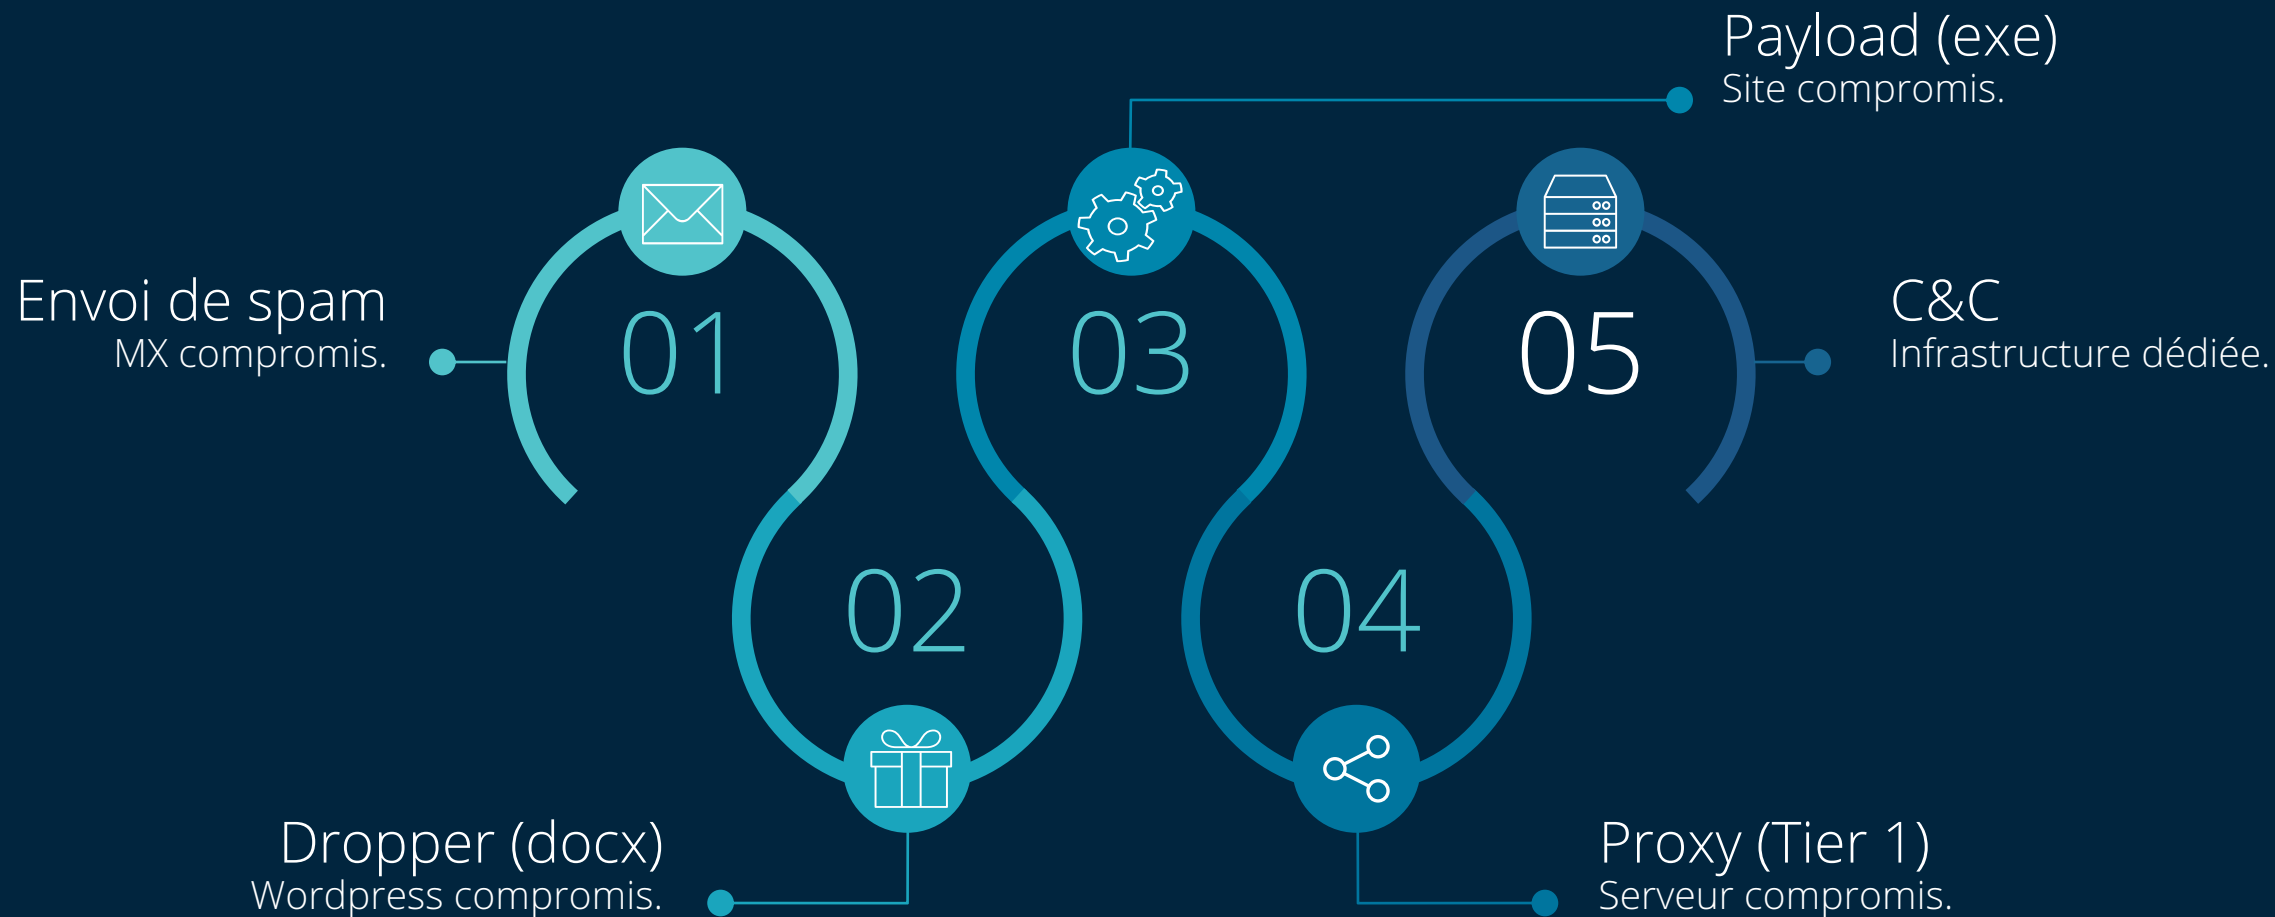 Envoi de spam
MX compromis.
01
Dropper (docx)
Wordpress compromis.
02
Payload (exe)
Site compromis.
03
Proxy (Tier 1)
Serveur compromis.
04
C&C
Infrastructure dédiée.
05